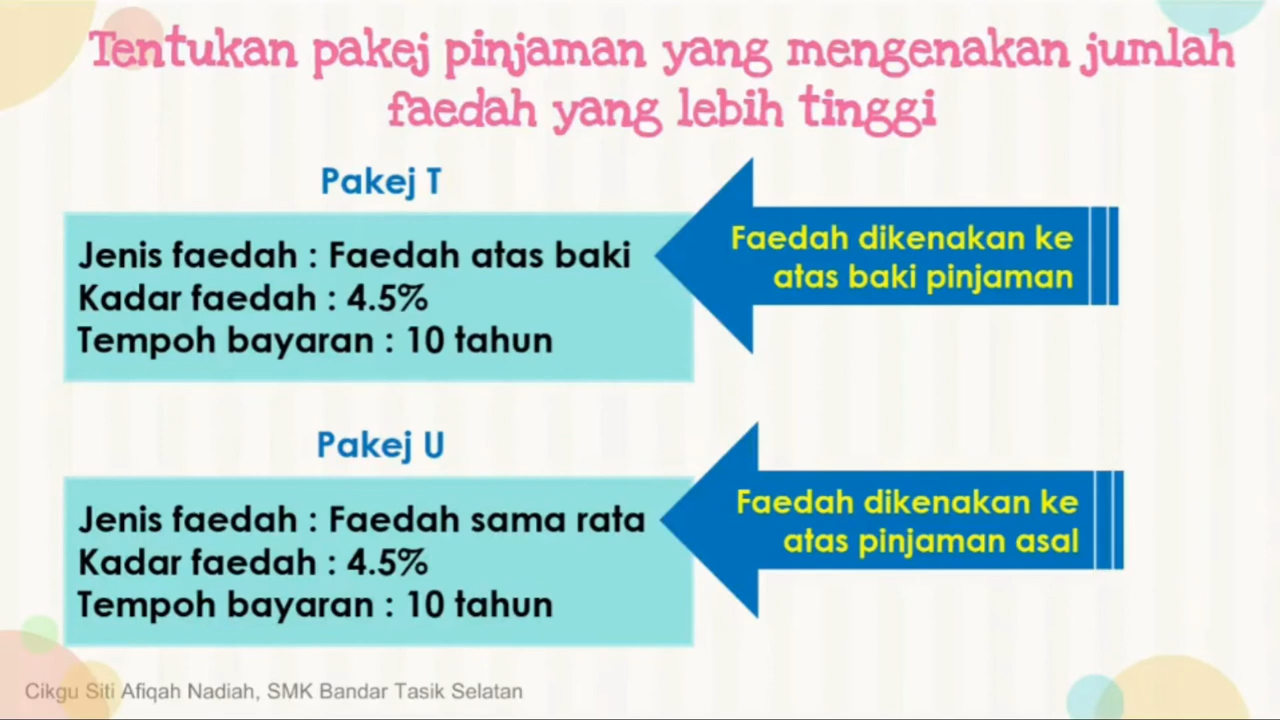 Tentukan pakej pinjaman yang mengenakan jumlah
faedah yang lebih tinggi
Pakej T
Jenis faedah : Faedah atas baki
Kadar faedah : 4.5%
Tempoh bayaran : 10 tahun
Faedah dikenakan ke
atas baki pinjaman
Pakej U
Jenis faedah : Faedah sama rata
Kadar faedah : 4.5%
Tempoh bayaran : 10 tahun
Faedah dikenakan ke
atas pinjaman asal
Cikgu Siti Afiqah Nadiah, SMK Bandar Tasik Selatan